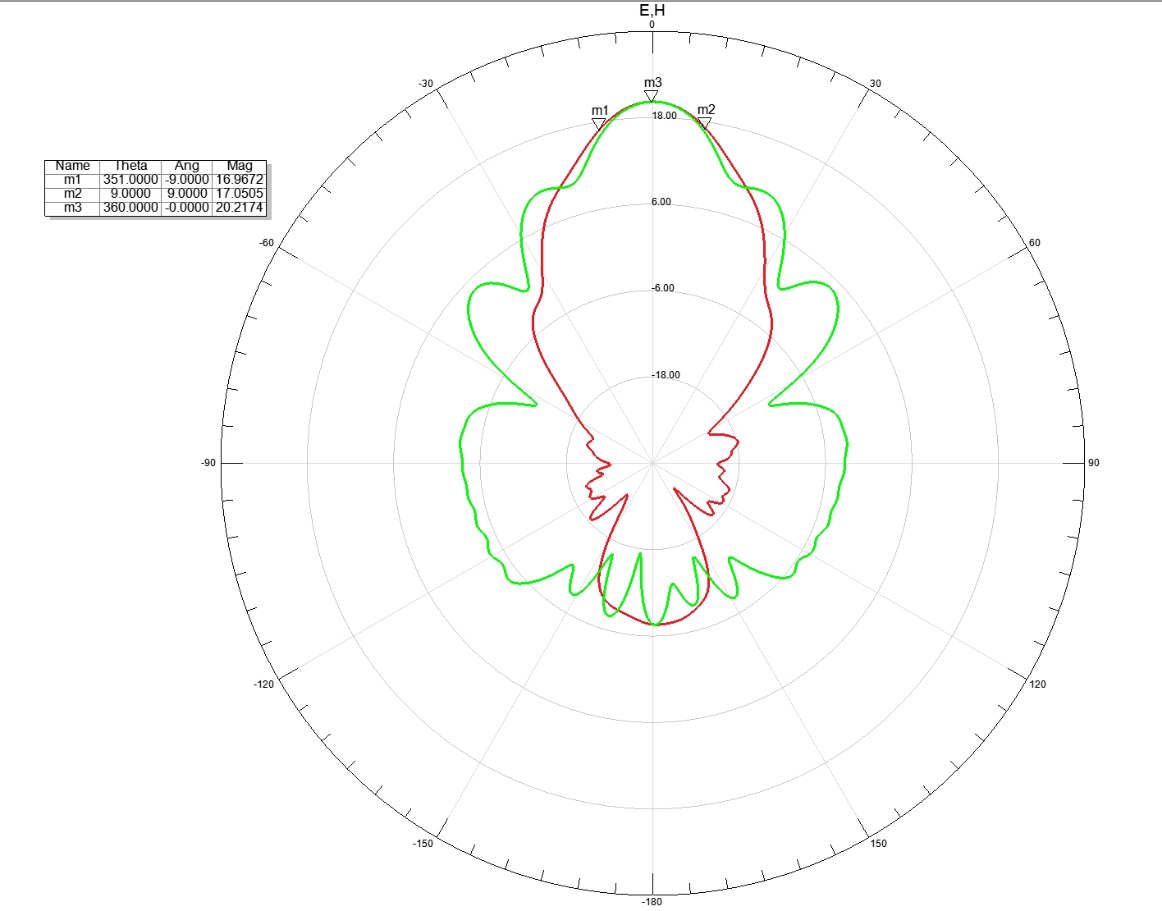 E,H
0
-30
30
m3
m1
m2
18.00
Name Theta Ang Mag
m1 351.0000 -9.0000 16.9672
m2 9.0000 9.0000 17.0505
m3 360.0000 -0.0000 20.2174
6.00
-60
60
-6.00
-18.00
-90
90
-120
120
-150
150
-180